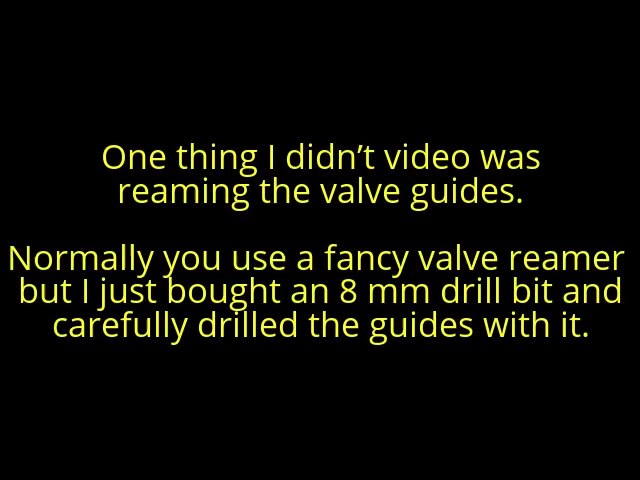 One thing I didn’t video was
reaming the valve guides.
Normally you use a fancy valve reamer
but I just bought an 8 mm drill bit and
carefully drilled the guides with it.